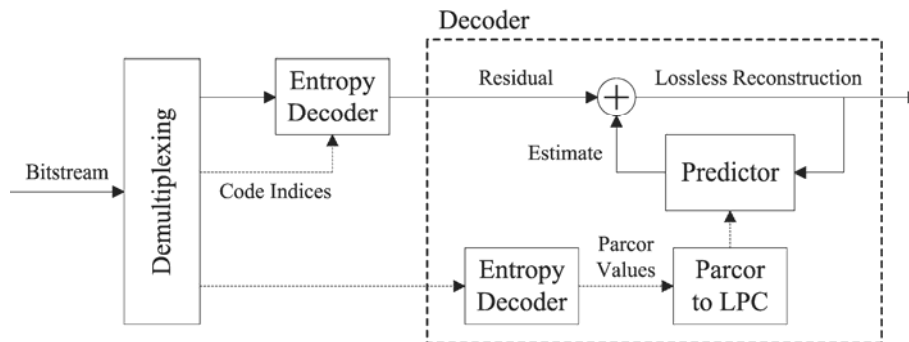 Decoder
Entropy
Decoder
Residual
Lossless Reconstruction
Demultiplexing
Bitstream
Code Indices
Estimate
Predictor
Entropy
Decoder
Parcor
Values
Parcor
to LPC